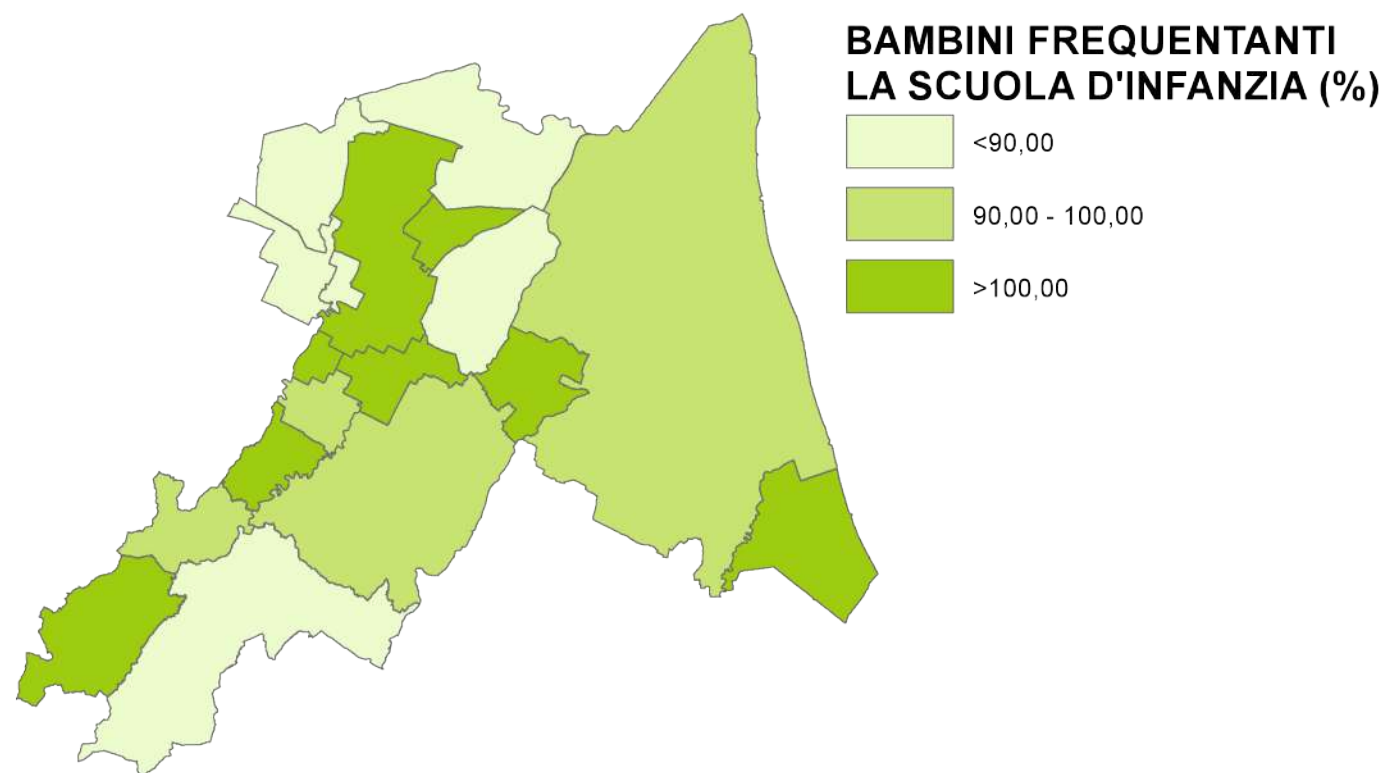 BAMBINI FREQUENTANTI
LA SCUOLA D'INFANZIA (%)
<90,00
90,00 - 100,00
>100,00